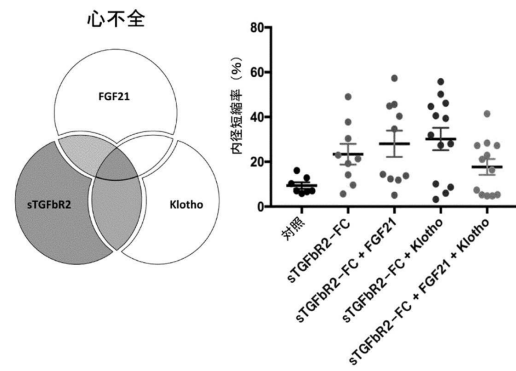 心不全
FGF21
sTGFbR2
Klotho
内径短縮率（%）
80
60
40
20
0
対照
sTGFbR2-FC
sTGFbR2-FC + FGF21
sTGFbR2-FC + Klotho
sTGFbR2-FC + FGF21 + Klotho